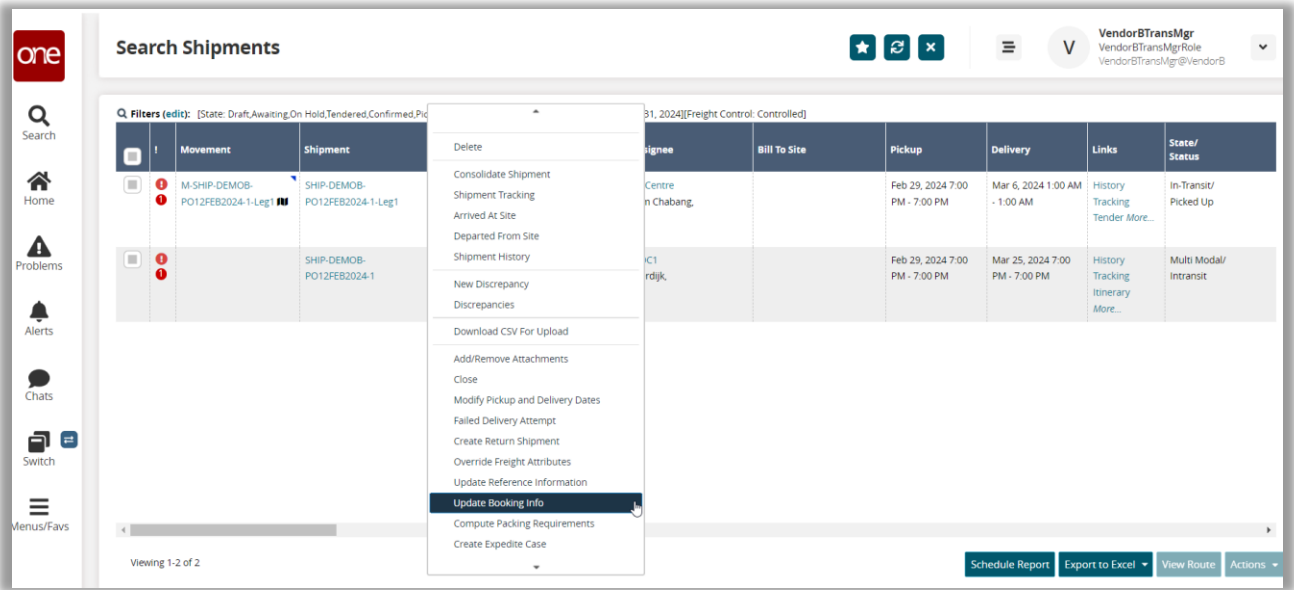 one
Search Shipments
VendorBTransMgr
V
VendorBTransMgrRole
VendorBTransMgr@VendorB
Search
Home
Problems
Alerts
Chats
Switch
Menus/Favs
Filters (edit): [State: Draft,Awaiting,On Hold,Tendered,Confirmed,Pic
31, 2024][Freight Control: Controlled]
! Movement Shipment signee Bill To Site Pickup Delivery Links State/
Status
M-SHIP-DEMOB- SHIP-DEMOB- Centre Feb 29, 2024 7:00 Mar 6, 2024 1:00 AM History In-Transit/
1 PO12FEB2024-1-Leg1 PO12FEB2024-1-Leg1 n Chabang, PM - 7:00 PM - 1:00 AM Tracking Picked Up
Tender More...
SHIP-DEMOB- C1 Feb 29, 2024 7:00 Mar 25, 2024 7:00 History Multi Modal/
1 PO12FEB2024-1 rdijk, PM - 7:00 PM PM - 7:00 PM Tracking Intransit
Itinerary
More...
Delete
Consolidate Shipment
Shipment Tracking
Arrived At Site
Departed From Site
Shipment History
New Discrepancy
Discrepancies
Download CSV For Upload
Add/Remove Attachments
Close
Modify Pickup and Delivery Dates
Failed Delivery Attempt
Create Return Shipment
Override Freight Attributes
Update Reference Information
Update Booking Info
Compute Packing Requirements
Create Expedite Case
Viewing 1-2 of 2
Schedule Report Export to Excel View Route Actions